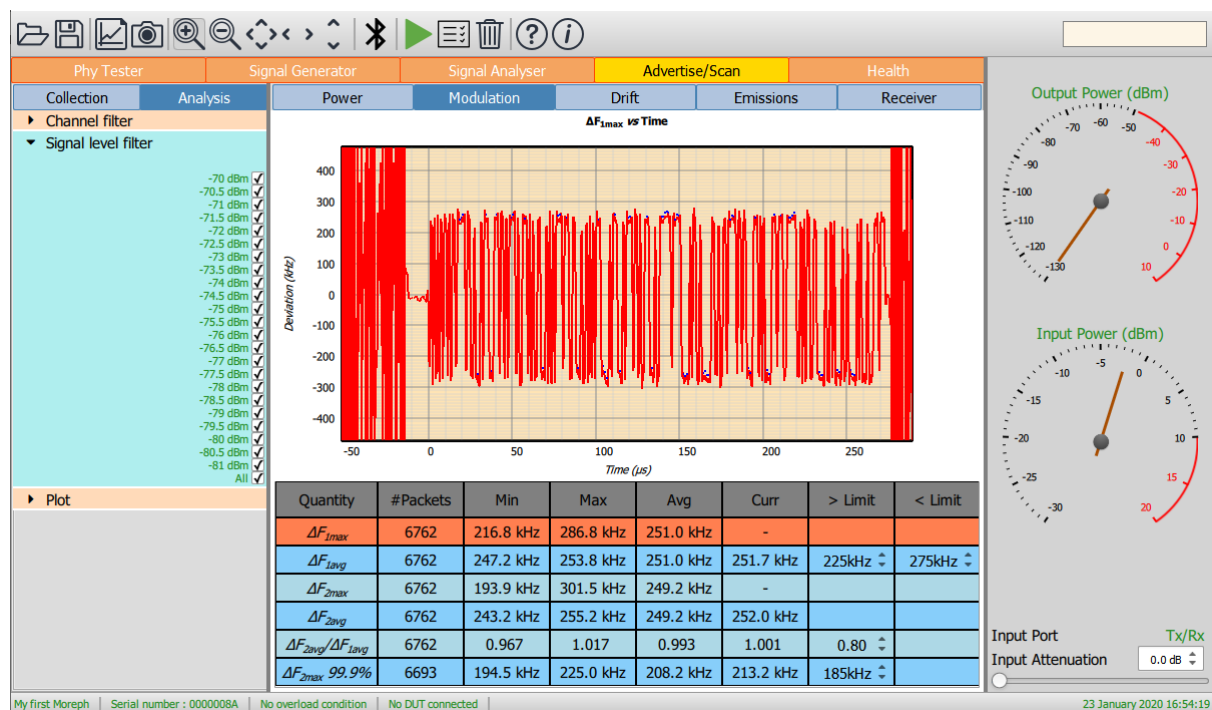 Phy Tester Signal Generator Signal Analyser Advertise/Scan Health
Collection Analysis Power Modulation Drift Emissions Receiver
Channel filter
Signal level filter
-70 dBm
-70.5 dBm
-71 dBm
-71.5 dBm
-72 dBm
-72.5 dBm
-73 dBm
-73.5 dBm
-74 dBm
-74.5 dBm
-75 dBm
-75.5 dBm
-76 dBm
-76.5 dBm
-77 dBm
-77.5 dBm
-78 dBm
-78.5 dBm
-79 dBm
-79.5 dBm
-80 dBm
-80.5 dBm
-81 dBm
All
Plot
ΔF1max vs Time
Deviation (kHz)
400
300
200
100
0
-100
-200
-300
-400
-50 0 50 100 150 200 250
Time (µs)
Quantity #Packets Min Max Avg Curr > Limit < Limit
ΔF1max 6762 216.8 kHz 286.8 kHz 251.0 kHz -
ΔF1avg 6762 247.2 kHz 253.8 kHz 251.0 kHz 251.7 kHz 225kHz 275kHz
ΔF2max 6762 193.9 kHz 301.5 kHz 249.2 kHz -
ΔF2avg 6762 243.2 kHz 255.2 kHz 249.2 kHz 252.0 kHz
ΔF2avg/ΔF1avg 6762 0.967 1.017 0.993 1.001 0.80
ΔF2max 99.9% 6693 194.5 kHz 225.0 kHz 208.2 kHz 213.2 kHz 185kHz
Output Power (dBm)
-130 -120 -110 -100 -90 -80 -70 -60 -50 -40 -30 -20 -10 0 10
Input Power (dBm)
-30 -25 -20 -15 -10 -5 0 5 10 15 20
Input Port Tx/Rx
Input Attenuation 0.0 dB
My first Moreph Serial number : 0000008A No overload condition No DUT connected 23 January 2020 16:54:19